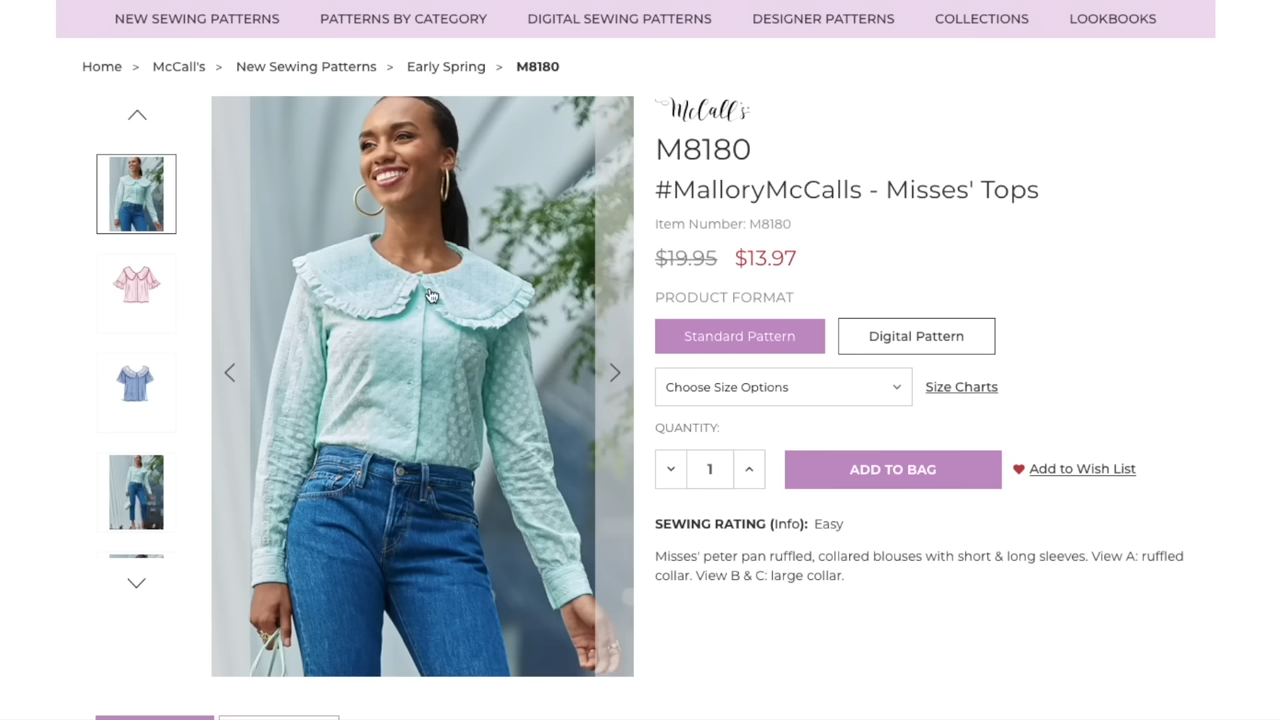 NEW SEWING PATTERNS PATTERNS BY CATEGORY DIGITAL SEWING PATTERNS DESIGNER PATTERNS COLLECTIONS LOOKBOOKS
Home > McCall's > New Sewing Patterns > Early Spring > M8180
McCall's
M8180
#MalloryMcCalls - Misses' Tops
Item Number: M8180
$19.95 $13.97
PRODUCT FORMAT
Standard Pattern Digital Pattern
Choose Size Options Size Charts
QUANTITY:
1 ADD TO BAG Add to Wish List
SEWING RATING (Info): Easy
Misses' peter pan ruffled, collared blouses with short & long sleeves. View A: ruffled
collar. View B & C: large collar.